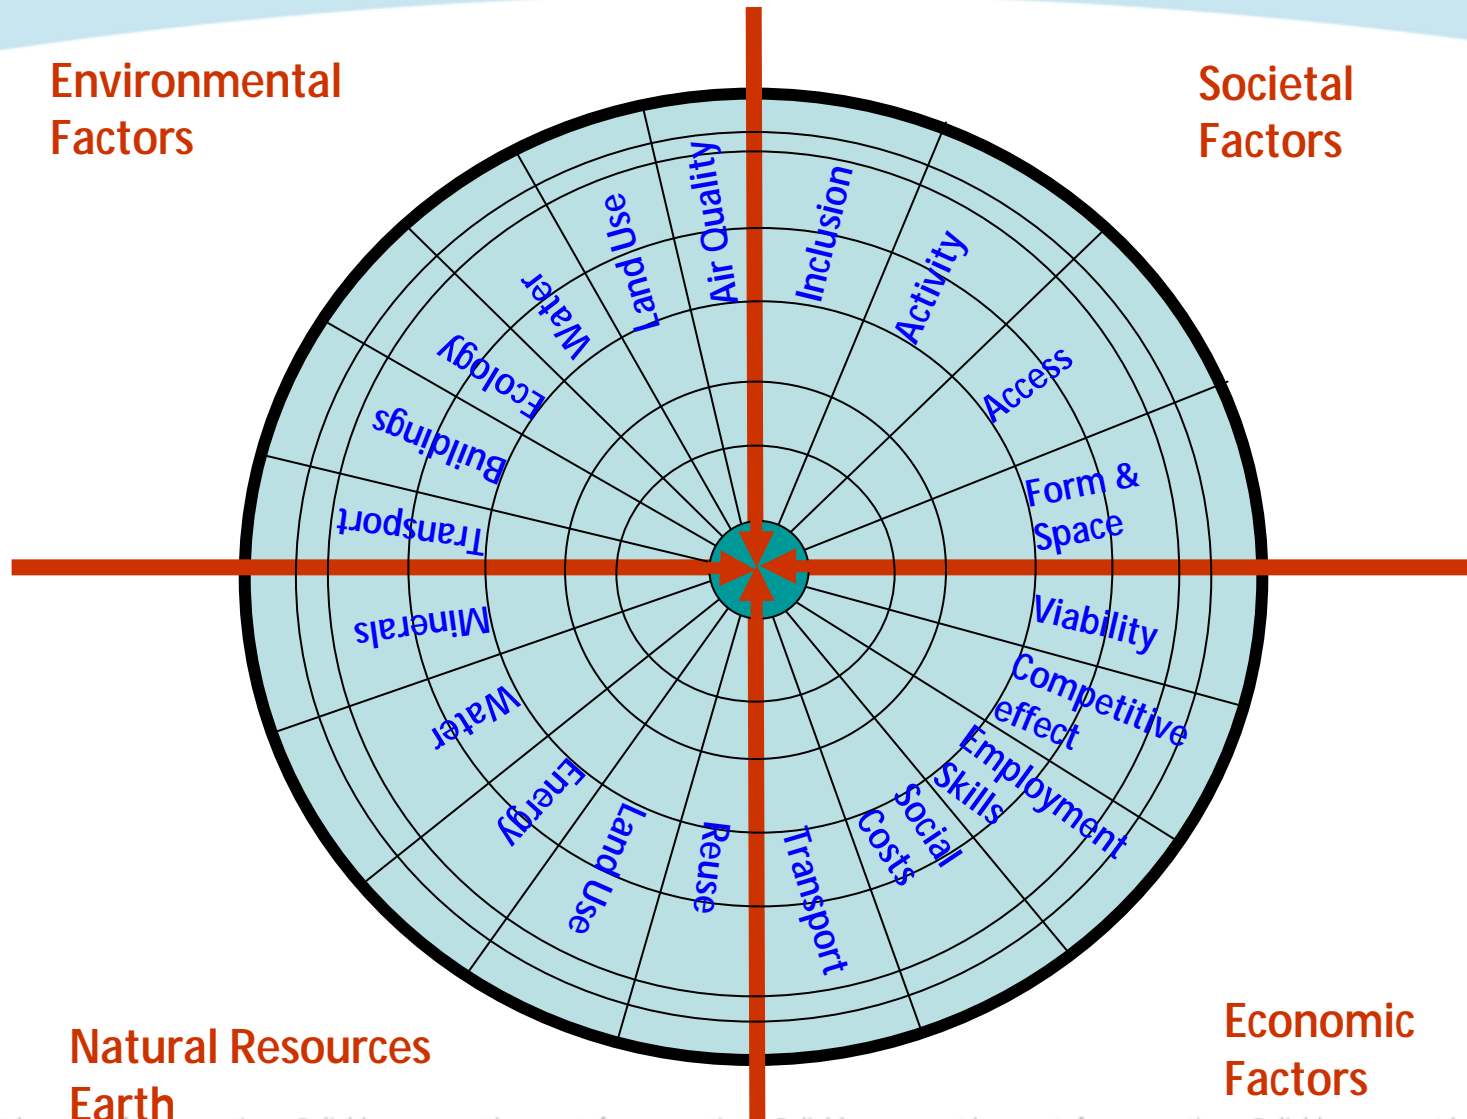 Environmental
Factors
Societal
Factors
Air Quality
Land Use
Water
Ecology
Buildings
Transport
Inclusion
Activity
Access
Form &
Space
Viability
Competitive
effect
Employment
Skills
Social
Costs
Transport
Reuse
Land Use
Energy
Water
Minerals
Natural Resources
Earth
Economic
Factors